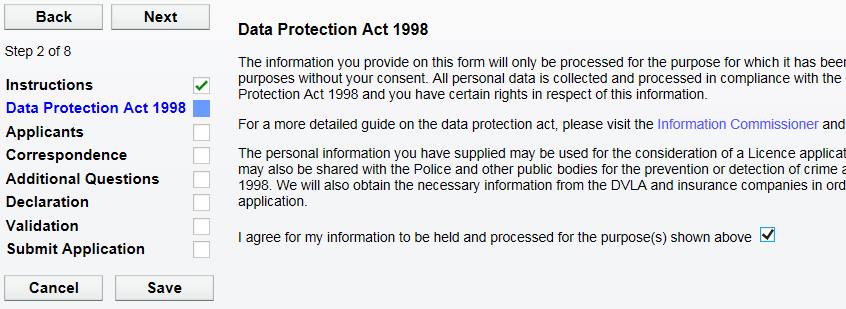 Back
Next
Step 2 of 8
Instructions
Data Protection Act 1998
Applicants
Correspondence
Additional Questions
Declaration
Validation
Submit Application
Cancel
Save
Data Protection Act 1998
The information you provide on this form will only be processed for the purpose for which it has been
purposes without your consent. All personal data is collected and processed in compliance with the
Protection Act 1998 and you have certain rights in respect of this information.
For a more detailed guide on the data protection act, please visit the Information Commissioner and
The personal information you have supplied may be used for the consideration of a Licence applicat
may also be shared with the Police and other public bodies for the prevention or detection of crime a
1998. We will also obtain the necessary information from the DVLA and insurance companies in ord
application.
I agree for my information to be held and processed for the purpose(s) shown above